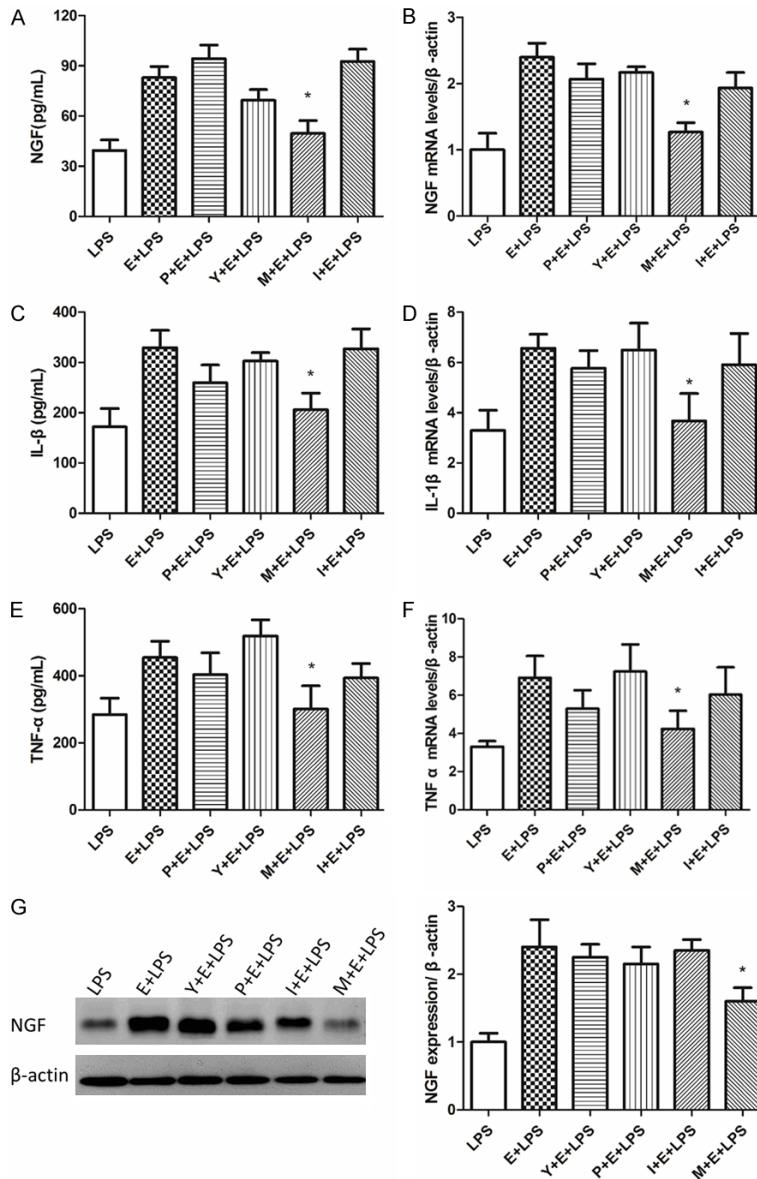 A
NGF(pg/mL)
120
90
60
30
0
*
LPS
E+LPS
P+E+LPS
Y+E+LPS
M+E+LPS
I+E+LPS
B
NGF mRNA levels/β -actin
3
2
1
0
*
LPS
E+LPS
P+E+LPS
Y+E+LPS
M+E+LPS
I+E+LPS
C
IL-β (pg/mL)
400
300
200
100
0
*
LPS
E+LPS
P+E+LPS
Y+E+LPS
M+E+LPS
I+E+LPS
D
IL-1β mRNA levels/β -actin
8
6
4
2
0
*
LPS
E+LPS
P+E+LPS
Y+E+LPS
M+E+LPS
I+E+LPS
E
TNF-α (pg/mL)
600
400
200
0
*
LPS
E+LPS
P+E+LPS
Y+E+LPS
M+E+LPS
I+E+LPS
F
TNF α mRNA levels/β -actin
10
8
6
4
2
0
*
LPS
E+LPS
P+E+LPS
Y+E+LPS
M+E+LPS
I+E+LPS
G
LPS
E+LPS
Y+E+LPS
P+E+LPS
I+E+LPS
M+E+LPS
NGF
β-actin
NGF expression/ β -actin
3
2
1
0
*
LPS
E+LPS
Y+E+LPS
P+E+LPS
I+E+LPS
M+E+LPS